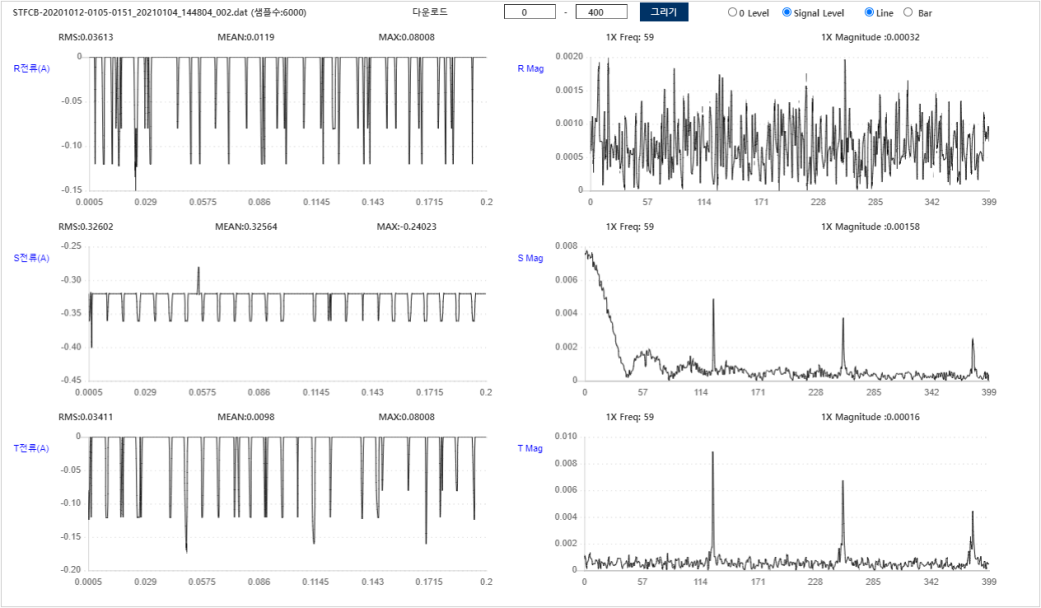 STFCB-20201012-0105-0151_20210104_144804_002.dat (샘플수:6000) 다운로드 0 - 400 그리기 0 Level Signal Level Line Bar
RMS:0.03613 MEAN:0.0119 MAX:0.08008
R전류(A)
0
-0.05
-0.10
-0.15
0.0005 0.029 0.0575 0.086 0.1145 0.143 0.1715 0.2
1X Freq: 59 1X Magnitude :0.00032
R Mag
0.0020
0.0015
0.0010
0.0005
0
0 57 114 171 228 285 342 399
RMS:0.32602 MEAN:0.32564 MAX:-0.24023
S전류(A)
-0.25
-0.30
-0.35
-0.40
-0.45
0.0005 0.029 0.0575 0.086 0.1145 0.143 0.1715 0.2
1X Freq: 59 1X Magnitude :0.00158
S Mag
0.008
0.006
0.004
0.002
0
0 57 114 171 228 285 342 399
RMS:0.03411 MEAN:0.0098 MAX:0.08008
T전류(A)
0
-0.05
-0.10
-0.15
-0.20
0.0005 0.029 0.0575 0.086 0.1145 0.143 0.1715 0.2
1X Freq: 59 1X Magnitude :0.00016
T Mag
0.010
0.008
0.006
0.004
0.002
0
0 57 114 171 228 285 342 399